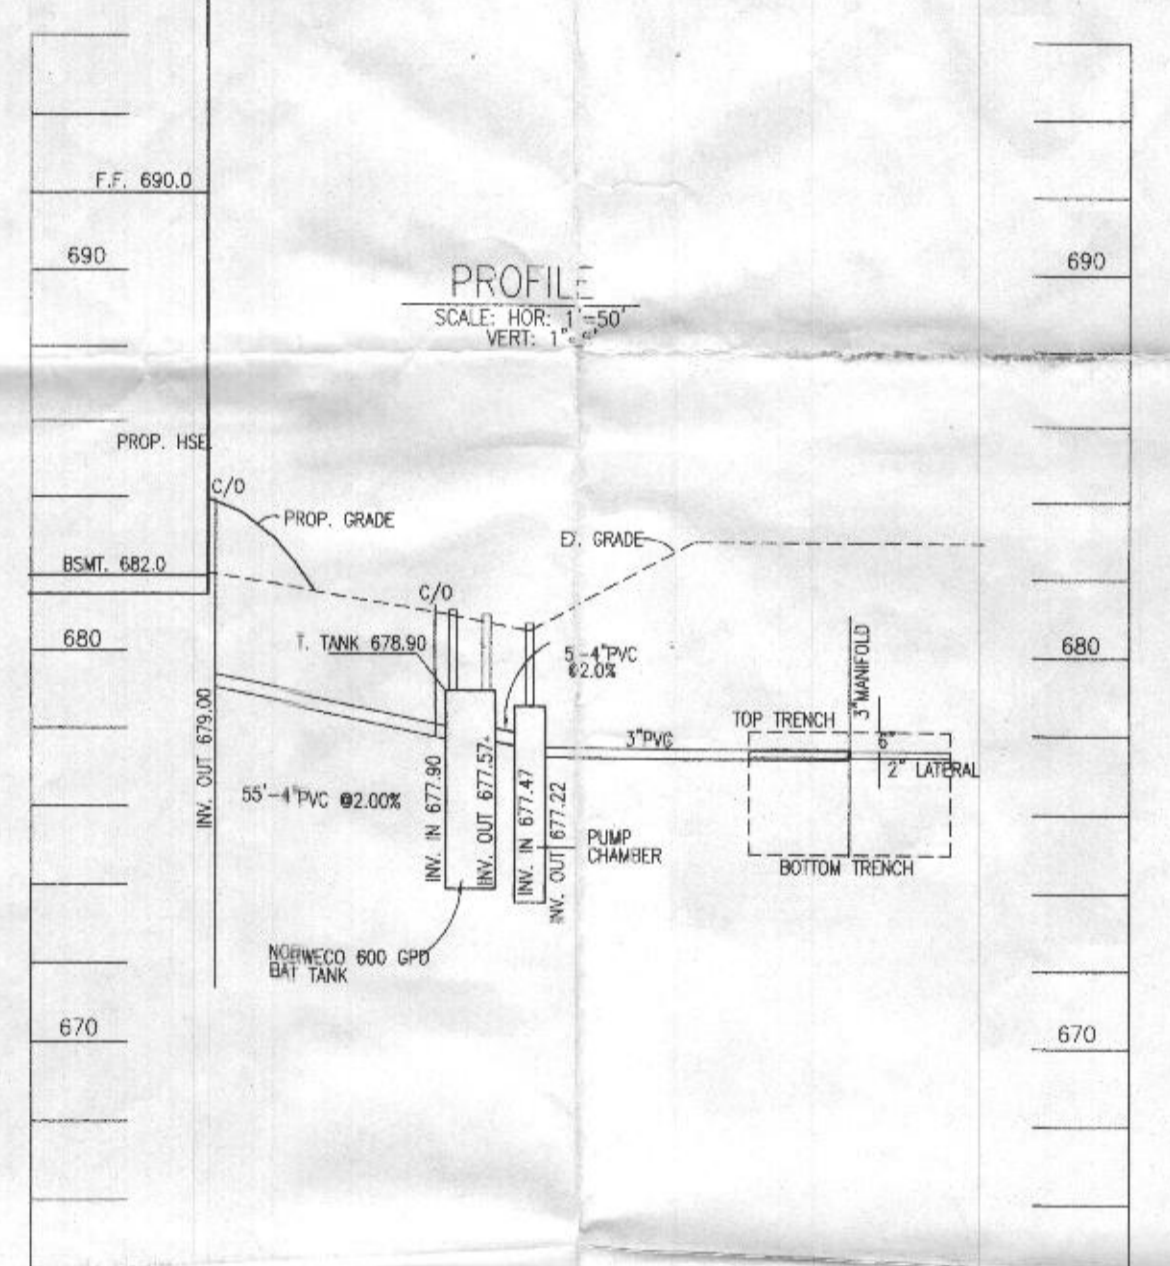 F.F. 690.0
690
690
PROFILE
SCALE: HOR: 1"=50'
VERT: 1"
PROP. HSE.
C/O
PROP. GRADE
EX. GRADE
BSMT. 682.0
C/O
680
T. TANK 678.90
5'-4"PVC
@2.0%
680
3"MANIFOLD
TOP TRENCH
INV. OUT 679.00
3"PVC
6"
2" LATERAL
55'-4"PVC @2.00%
INV. IN 677.90
INV. OUT 677.57
INV. IN 677.47
INV. OUT 677.22
PUMP
CHAMBER
BOTTOM TRENCH
NORWECO 600 GPD
BAT TANK
670
670